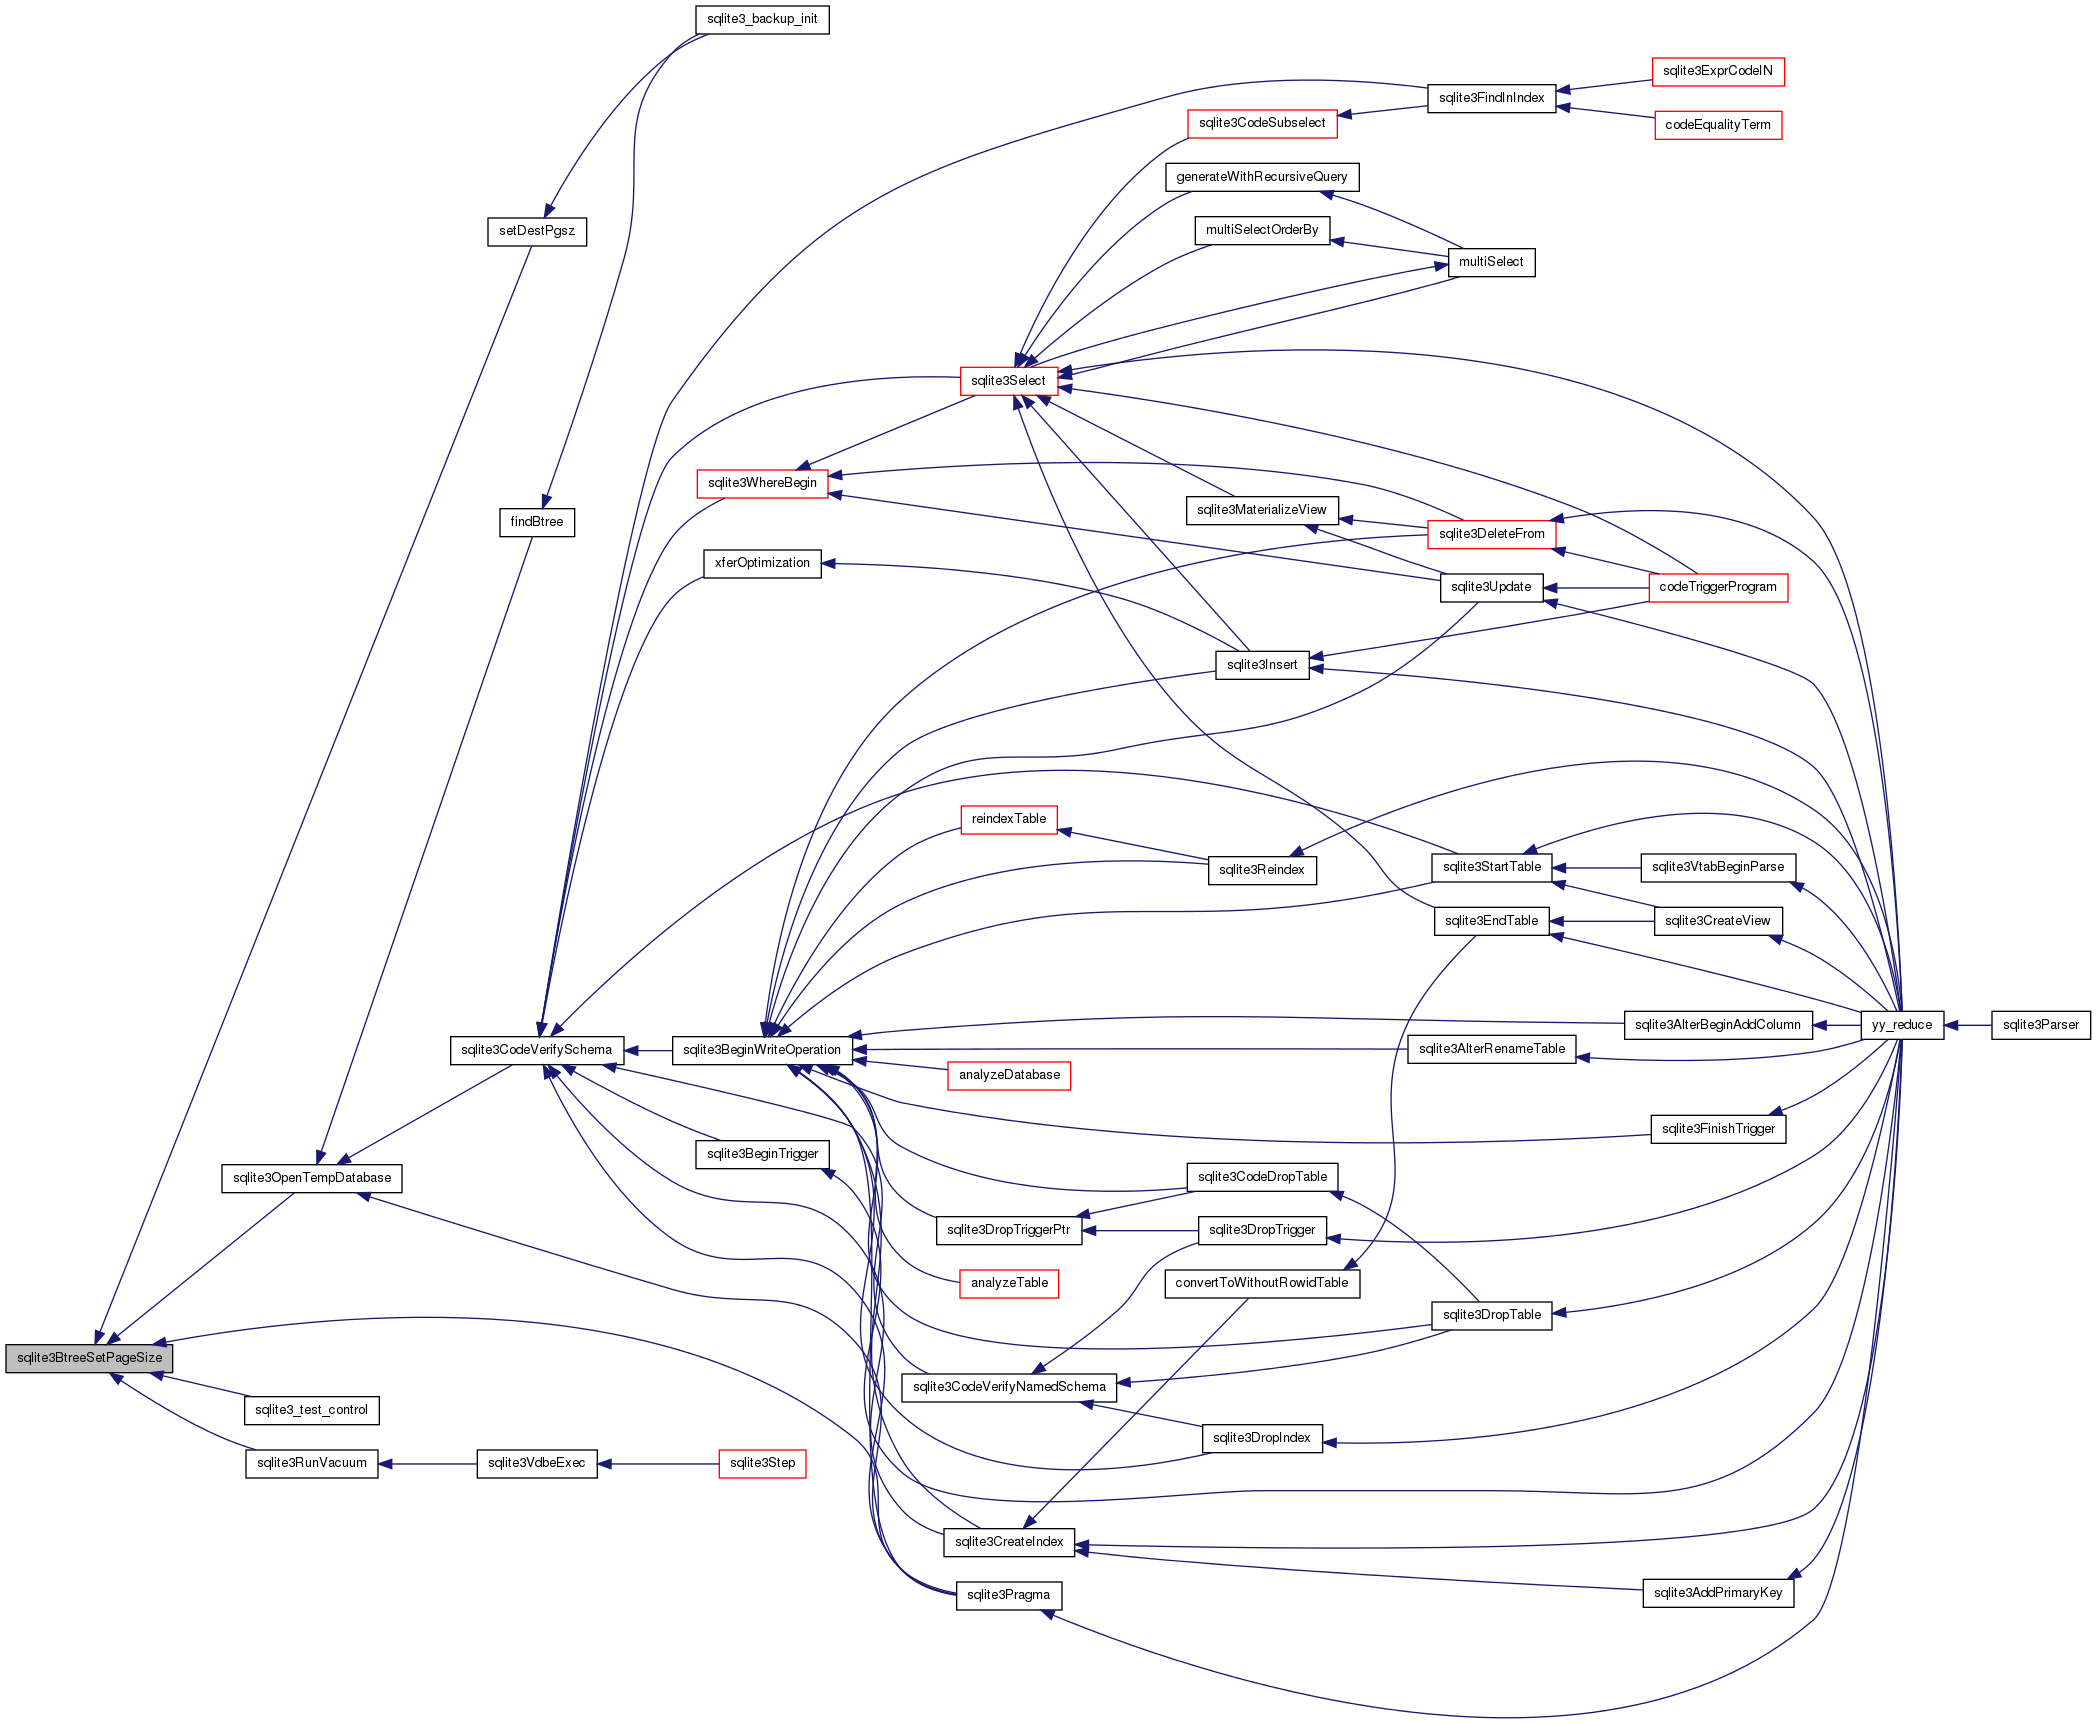 sqlite3_backup_init
sqlite3ExprCodeIN
sqlite3FindInIndex
sqlite3CodeSubselect
codeEqualityTerm
generateWithRecursiveQuery
setDestPgsz
multiSelectOrderBy
multiSelect
sqlite3Select
sqlite3WhereBegin
sqlite3MaterializeView
findBtree
sqlite3DeleteFrom
xferOptimization
sqlite3Update
codeTriggerProgram
sqlite3Insert
reindexTable
sqlite3Reindex
sqlite3StartTable
sqlite3VtabBeginParse
sqlite3EndTable
sqlite3CreateView
sqlite3AlterBeginAddColumn
yy_reduce
sqlite3Parser
sqlite3CodeVerifySchema
sqlite3BeginWriteOperation
sqlite3AlterRenameTable
analyzeDatabase
sqlite3FinishTrigger
sqlite3BeginTrigger
sqlite3OpenTempDatabase
sqlite3CodeDropTable
sqlite3DropTriggerPtr
sqlite3DropTrigger
analyzeTable
convertToWithoutRowidTable
sqlite3DropTable
sqlite3BtreeSetPageSize
sqlite3CodeVerifyNamedSchema
sqlite3_test_control
sqlite3DropIndex
sqlite3RunVacuum
sqlite3VdbeExec
sqlite3Step
sqlite3CreateIndex
sqlite3Pragma
sqlite3AddPrimaryKey